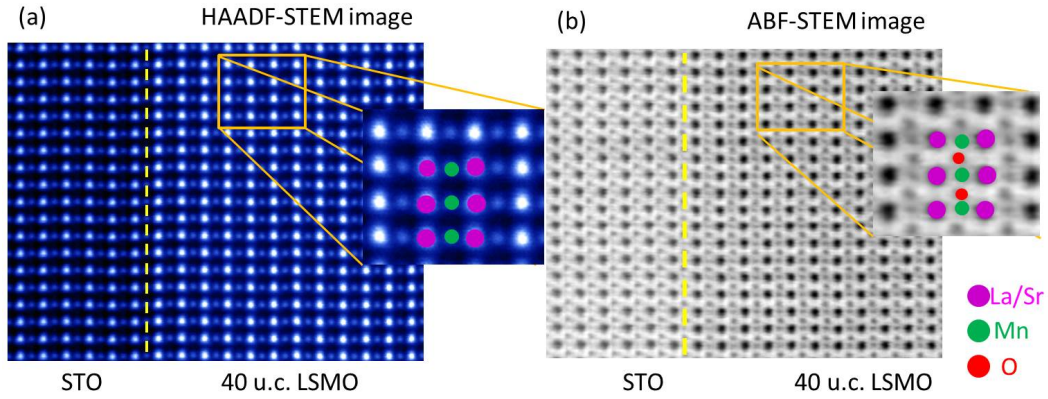 (a) HAADF-STEM image
(b) ABF-STEM image
La/Sr
Mn
O
STO 40 u.c. LSMO
STO 40 u.c. LSMO